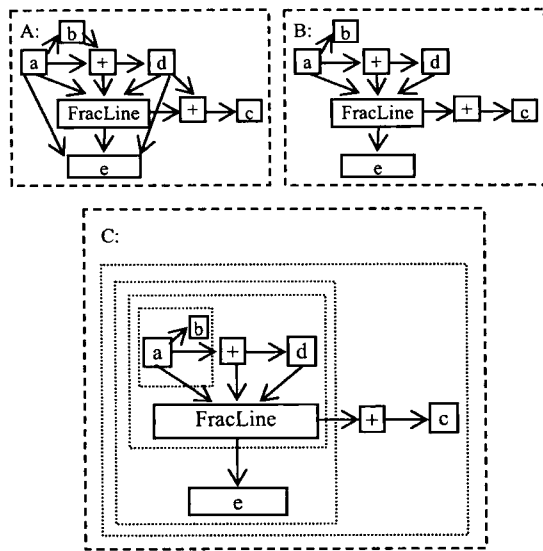 A:
b
a + d
FracLine + c
e
B:
b
a + d
FracLine + c
e
C:
b
a + d
FracLine + c
e